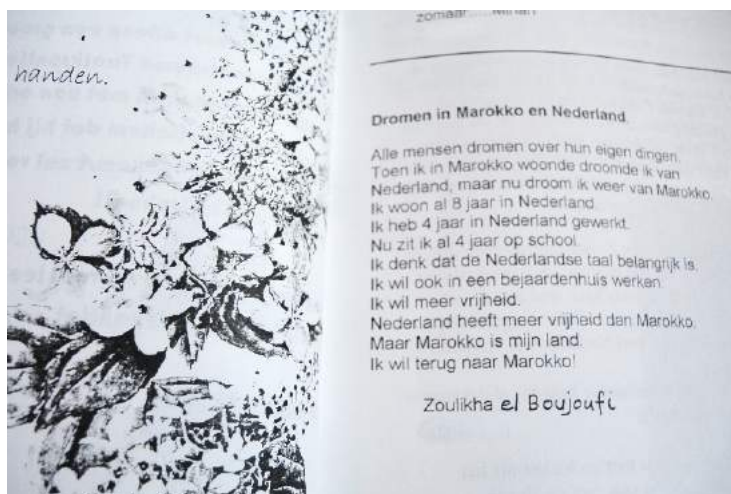 handen.
zomaar......
Dromen in Marokko en Nederland
Alle mensen dromen over hun eigen dingen.
Toen ik in Marokko woonde droomde ik van
Nederland, maar nu droom ik weer van Marokko.
Ik woon al 8 jaar in Nederland.
Ik heb 4 jaar in Nederland gewerkt.
Nu zit ik al 4 jaar op school.
Ik denk dat de Nederlandse taal belangrijk is.
Ik wil ook in een bejaardenhuis werken.
Ik wil meer vrijheid.
Nederland heeft meer vrijheid dan Marokko.
Maar Marokko is mijn land.
Ik wil terug naar Marokko!
Zoulikha el Boujoufi